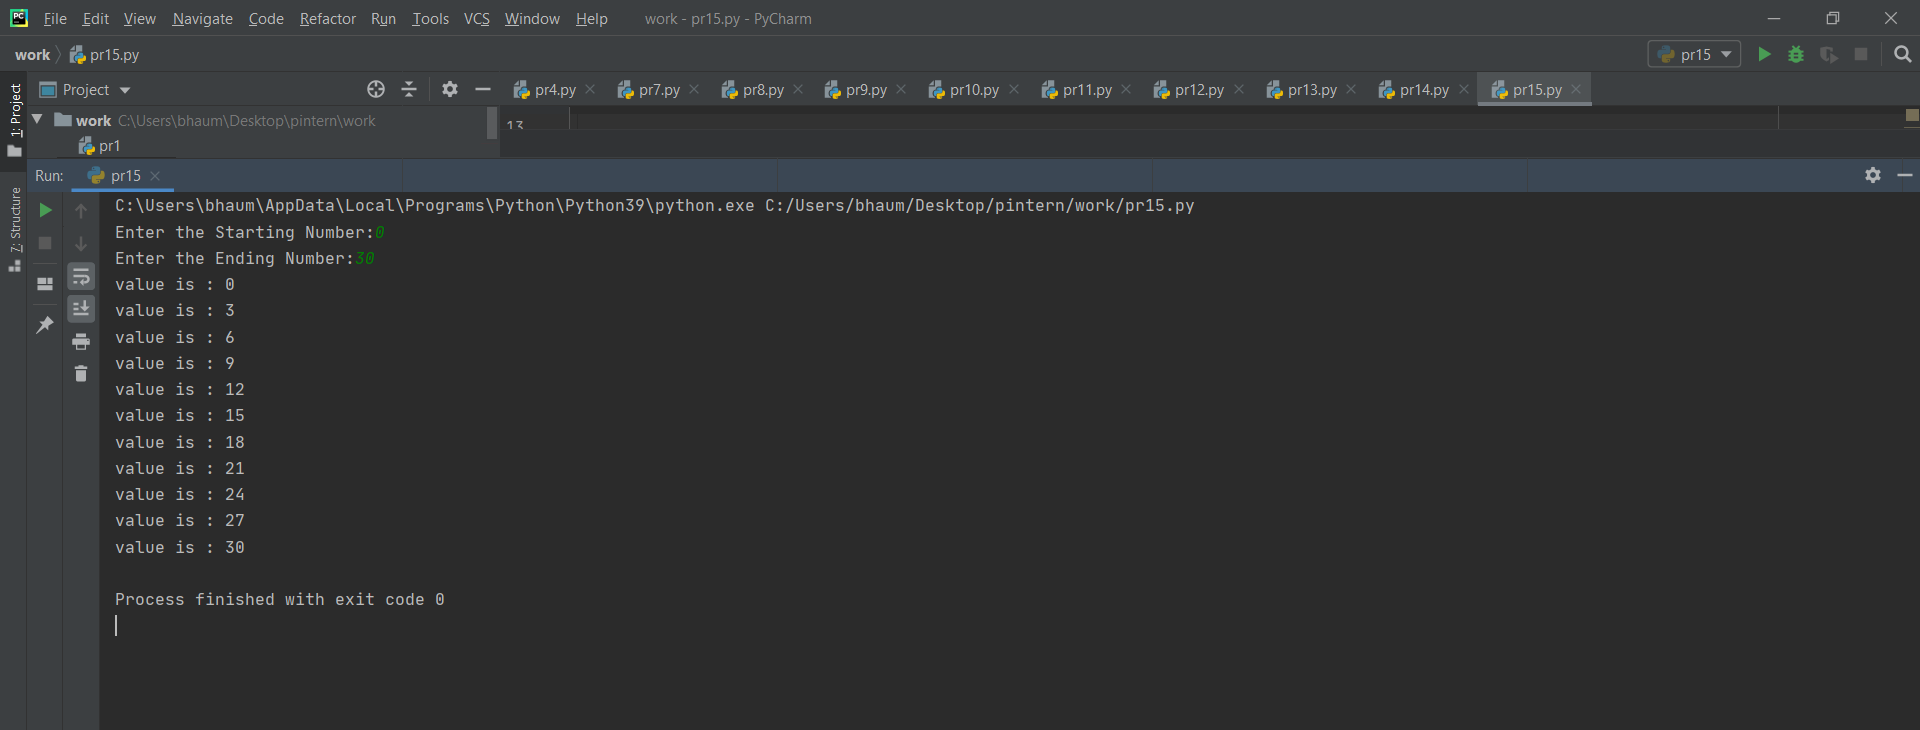 PC File Edit View Navigate Code Refactor Run Tools VCS Window Help work - pr15.py - PyCharm
work pr15.py pr15
1: Project Project pr4.py pr7.py pr8.py pr9.py pr10.py pr11.py pr12.py pr13.py pr14.py pr15.py
work C:\Users\bhaum\Desktop\pintern\work 13
pr1
Run: pr15
7: Structure
C:\Users\bhaum\AppData\Local\Programs\Python\Python39\python.exe C:/Users/bhaum/Desktop/pintern/work/pr15.py
Enter the Starting Number:0
Enter the Ending Number:30
value is : 0
value is : 3
value is : 6
value is : 9
value is : 12
value is : 15
value is : 18
value is : 21
value is : 24
value is : 27
value is : 30
Process finished with exit code 0